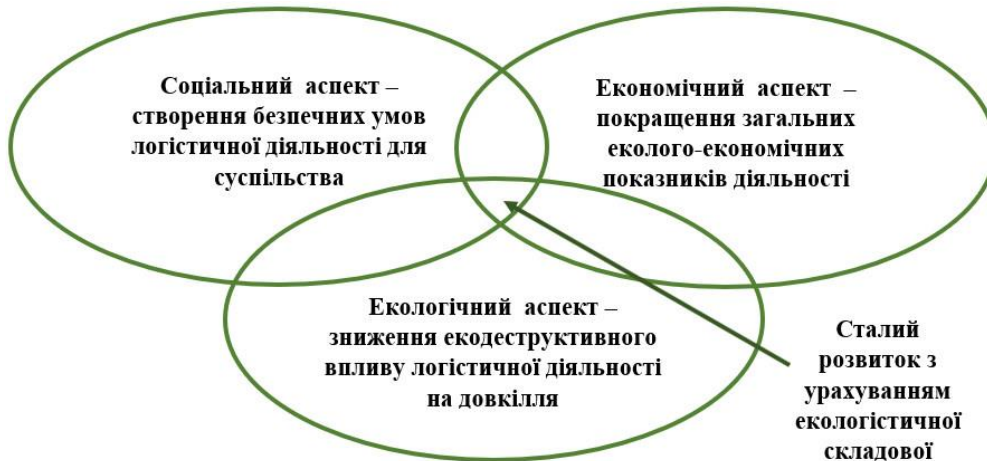 Соціальний аспект –
створення безпечних умов
логістичної діяльності для
суспільства
Економічний аспект –
покращення загальних
еколого-економічних
показників діяльності
Екологічний аспект –
зниження екодеструктивного
впливу логістичної діяльності
на довкілля
Сталий
розвиток з
урахуванням
екологістичної
складової